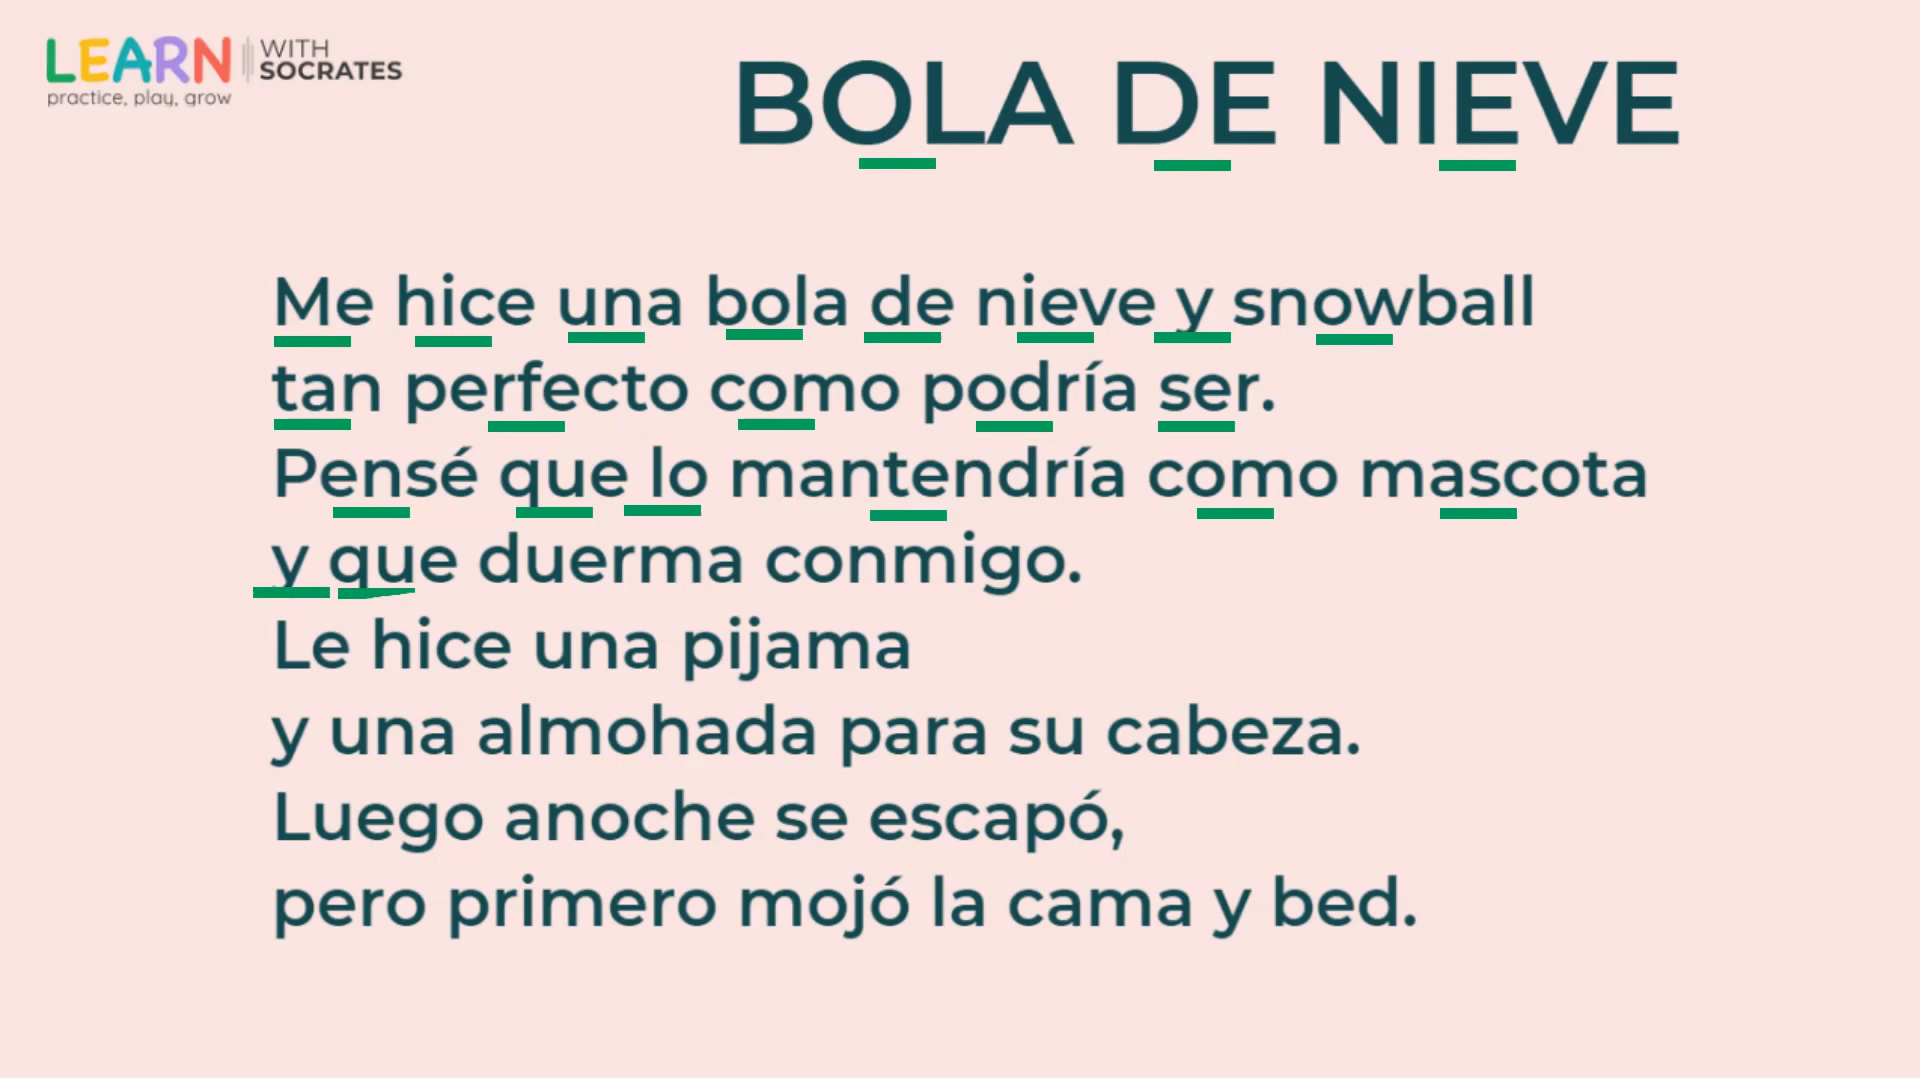 LEARN WITH SOCRATES
practice, play, grow
BOLA DE NIEVE
Me hice una bola de nieve y snowball
tan perfecto como podría ser.
Pensé que lo mantendría como mascota
y que duerma conmigo.
Le hice una pijama
y una almohada para su cabeza.
Luego anoche se escapó,
pero primero mojó la cama y bed.